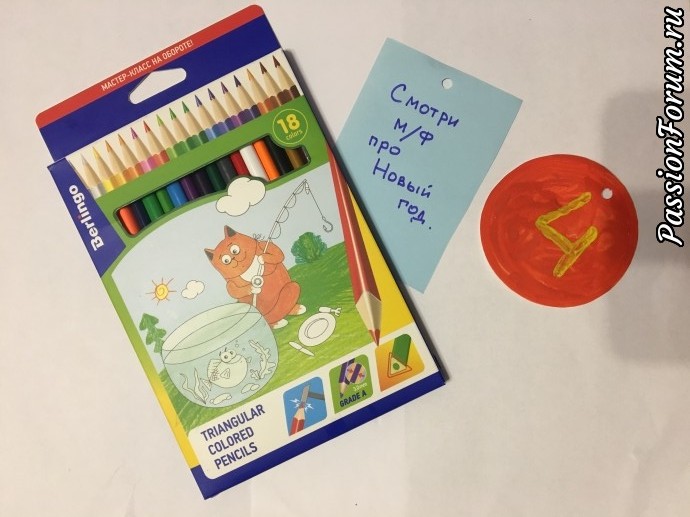 МАСТЕР-КЛАСС НА ОБОРОТЕ!
18
colors
Berlingo
GRADE A
TRIANGULAR
COLORED
PENCILS
Смотри
м/ф
про
Новый
год.
PassionForum.ru